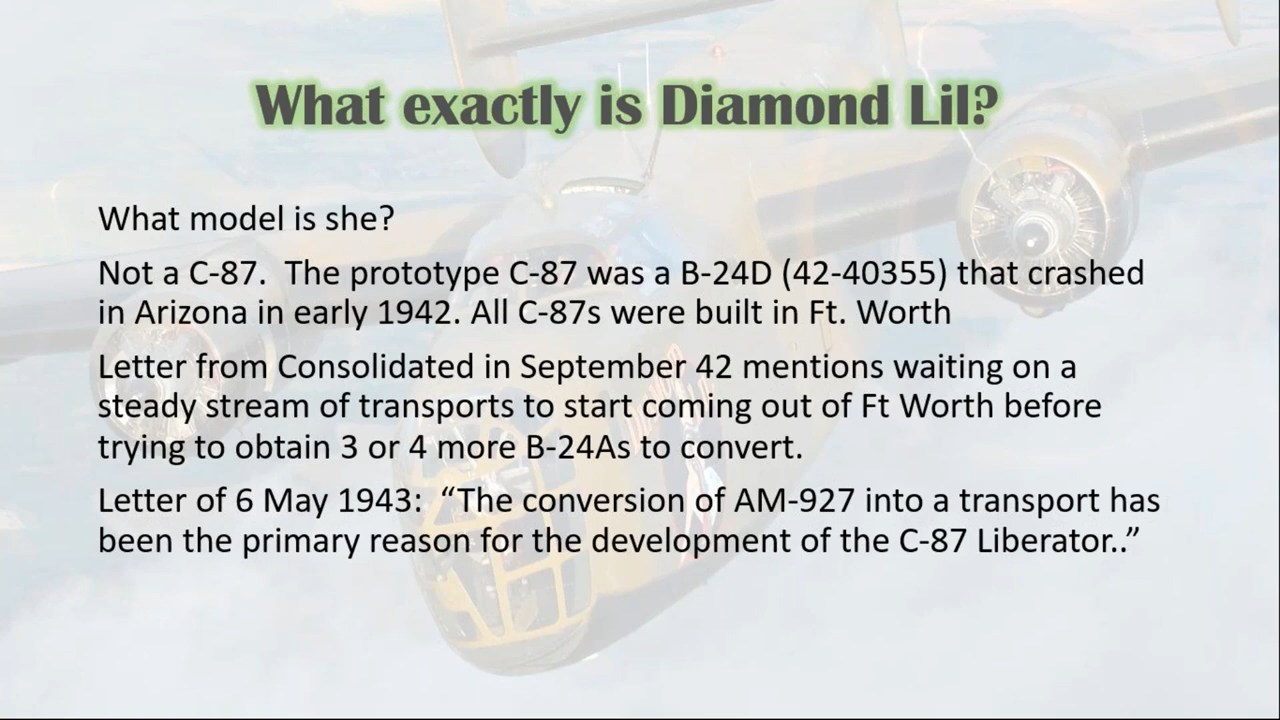 What exactly is Diamond Lil?
What model is she?
Not a C-87.  The prototype C-87 was a B-24D (42-40355) that crashed
in Arizona in early 1942. All C-87s were built in Ft. Worth
Letter from Consolidated in September 42 mentions waiting on a
steady stream of transports to start coming out of Ft Worth before
trying to obtain 3 or 4 more B-24As to convert.
Letter of 6 May 1943:  “The conversion of AM-927 into a transport has
been the primary reason for the development of the C-87 Liberator..”